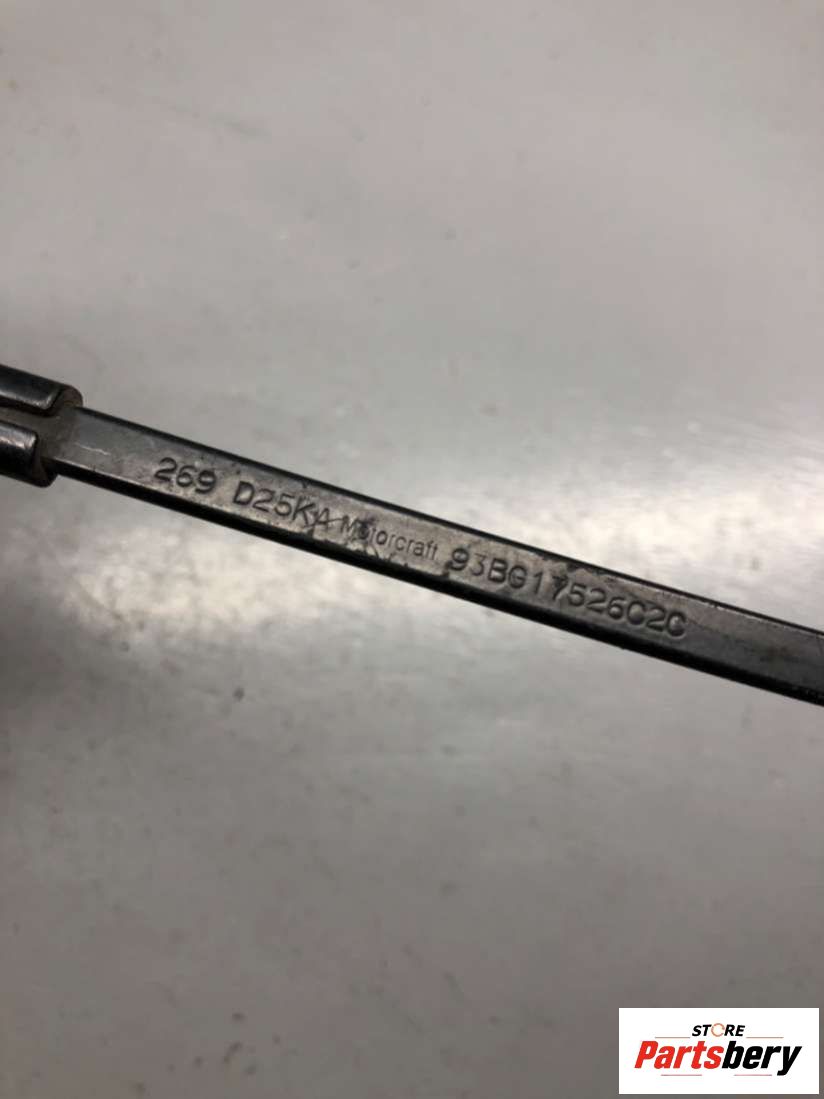 269 D25KA Motorcraft 93BG17526C2C
STORE
Partsbery